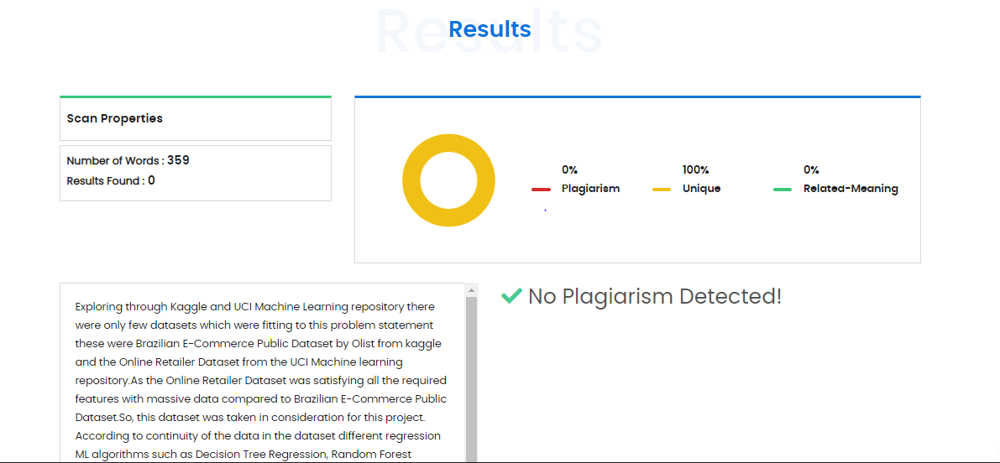 Results
Scan Properties
Number of Words : 359
Results Found : 0
0%
Plagiarism
100%
Unique
0%
Related-Meaning
Exploring through Kaggle and UCI Machine Learning repository there
were only few datasets which were fitting to this problem statement
these were Brazilian E-Commerce Public Dataset by Olist from kaggle
and the Online Retailer Dataset from the UCI Machine learning
repository.As the Online Retailer Dataset was satisfying all the required
features with massive data compared to Brazilian E-Commerce Public
Dataset.So, this dataset was taken in consideration for this project.
According to continuity of the data in the dataset different regression
ML algorithms such as Decision Tree Regression, Random Forest
No Plagiarism Detected!